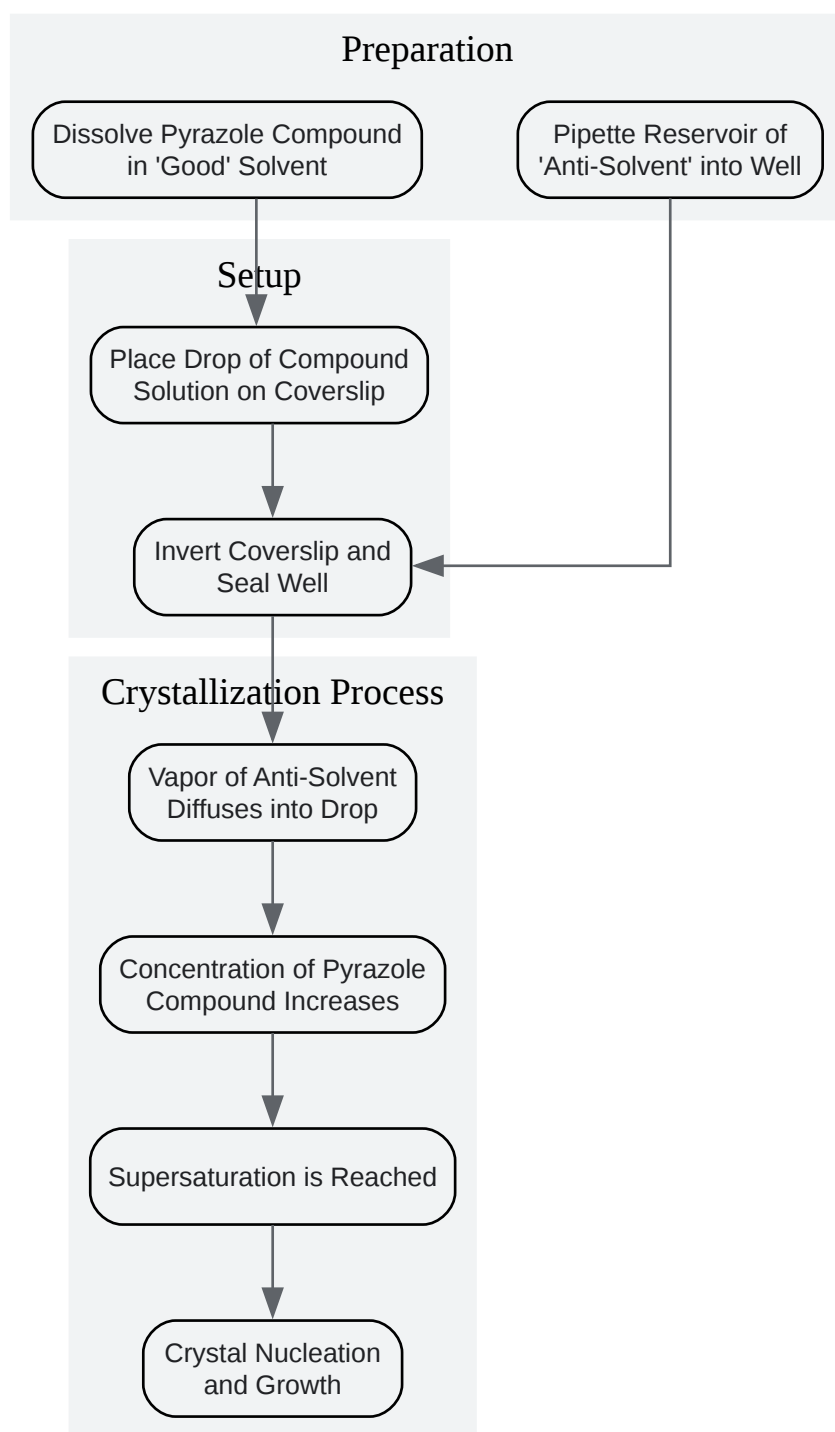 Preparation
Dissolve Pyrazole Compound
in 'Good' Solvent
Pipette Reservoir of
'Anti-Solvent' into Well
Setup
Place Drop of Compound
Solution on Coverslip
Invert Coverslip and
Seal Well
Crystallization Process
Vapor of Anti-Solvent
Diffuses into Drop
Concentration of Pyrazole
Compound Increases
Supersaturation is Reached
Crystal Nucleation
and Growth